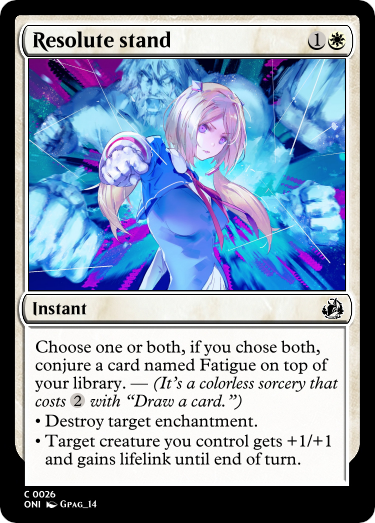 Resolute stand 1
Instant
Choose one or both, if you chose both,
conjure a card named Fatigue on top of
your library. — (It's a colorless sorcery that
costs 2 with “Draw a card.”)
• Destroy target enchantment.
• Target creature you control gets +1/+1
and gains lifelink until end of turn.
C 0026
ONI Gpag_14